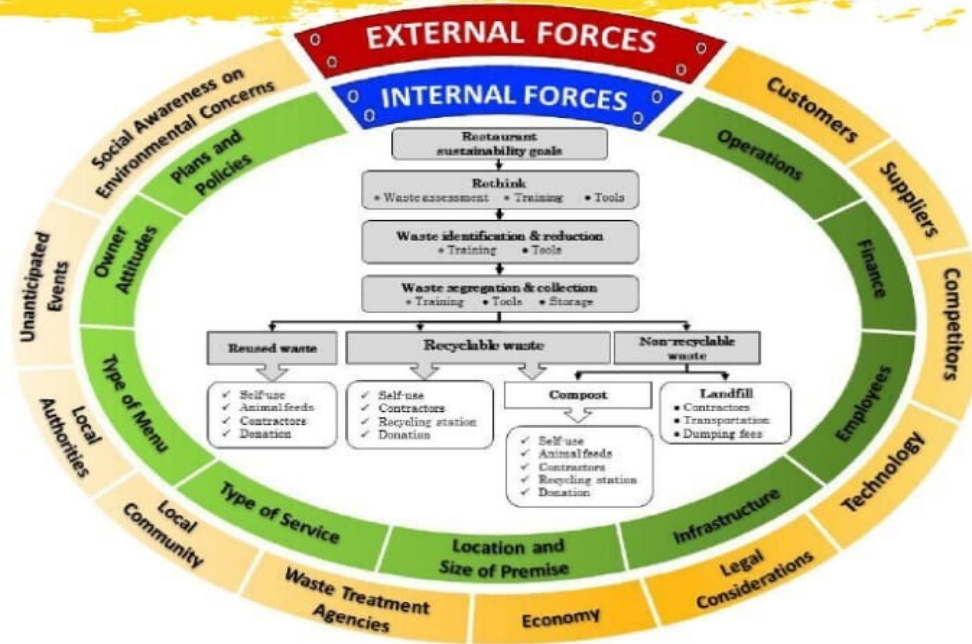 EXTERNAL FORCES
INTERNAL FORCES
Restaurant
sustainability goals
Rethink
• Waste assessment • Training • Tools
Waste identification & reduction
• Training • Tools
Waste segregation & collection
• Training • Tools • Storage
Reused waste
Recyclable waste
Non-recyclable
waste
✓ Self-use
✓ Animal feeds
✓ Contractors
✓ Donation
✓ Self-use
✓ Contractors
✓ Recycling station
✓ Donation
Compost
✓ Self-use
✓ Animal feeds
✓ Contractors
✓ Recycling station
✓ Donation
Landfill
• Contractors
• Transportation
• Dumping fees
Operations
Finance
Employees
Infrastructure
Location and
Size of Premise
Type of Service
Type of Menu
Owner
Attitudes
Plans and
Policies
Customers
Suppliers
Competitors
Technology
Legal
Considerations
Economy
Waste Treatment
Agencies
Local
Community
Local
Authorities
Unanticipated
Events
Social Awareness on
Environmental Concerns